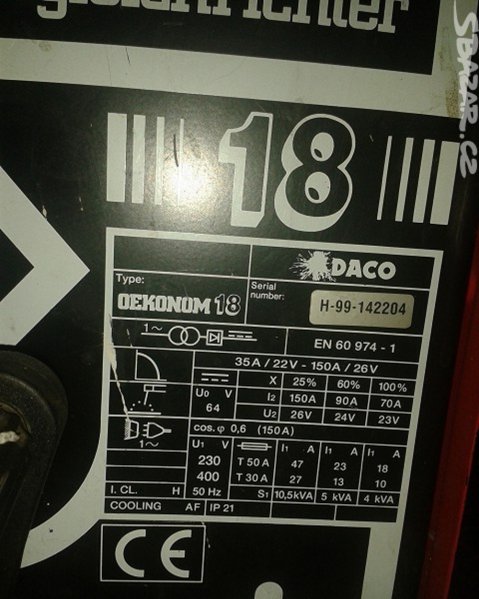 gleichrichter
SBAZAR.CZ
18
DACO
Type:
OEKONOM 18
Serial
number:
H-99-142204
1~
EN 60 974 - 1
35A / 22V - 150A / 26V
X 25% 60% 100%
U0 V
64
I2 150A 90A 70A
U2 26V 24V 23V
1~
cos. φ 0,6 (150A)
U1 V I1 A I1 A I1 A
230 T 50 A 47 23 18
400 T 30 A 27 13 10
I. CL. H 50 Hz S1 10,5kVA 5 kVA 4 kVA
COOLING AF IP 21
CE